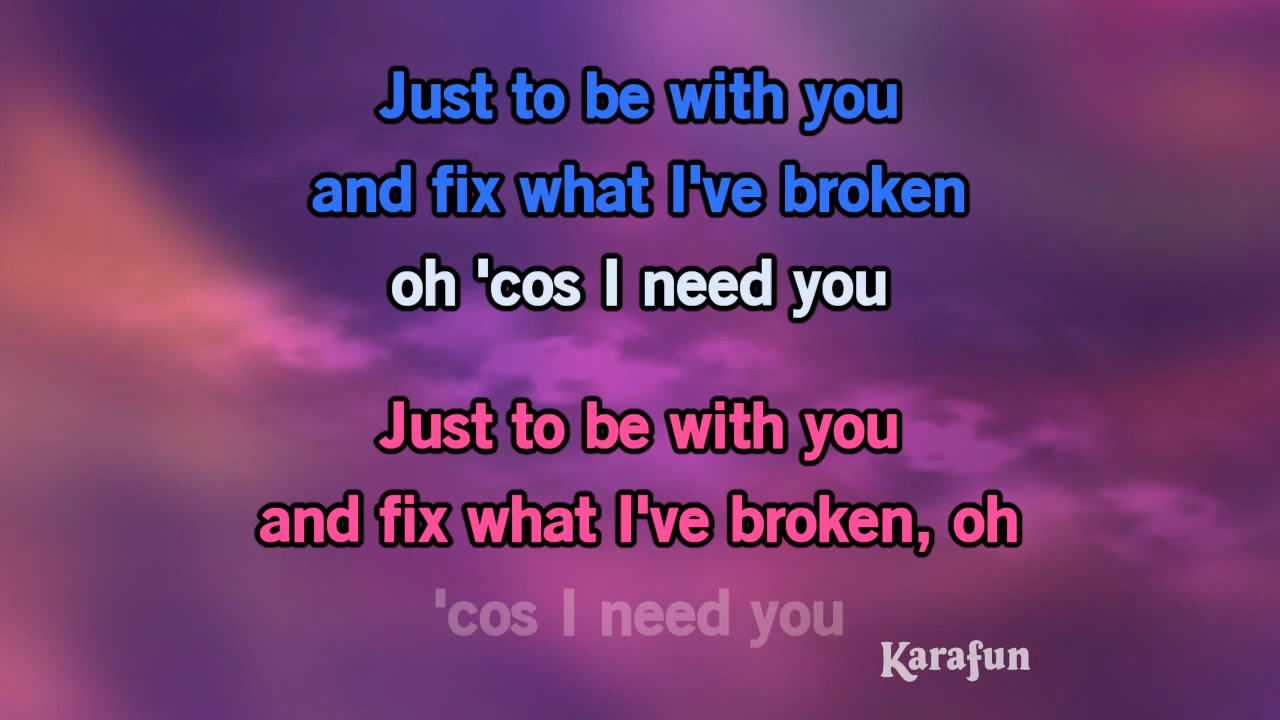 Just to be with you
and fix what I've broken
oh 'cos I need you
Just to be with you
and fix what I've broken, oh
'cos I need you
Karafun